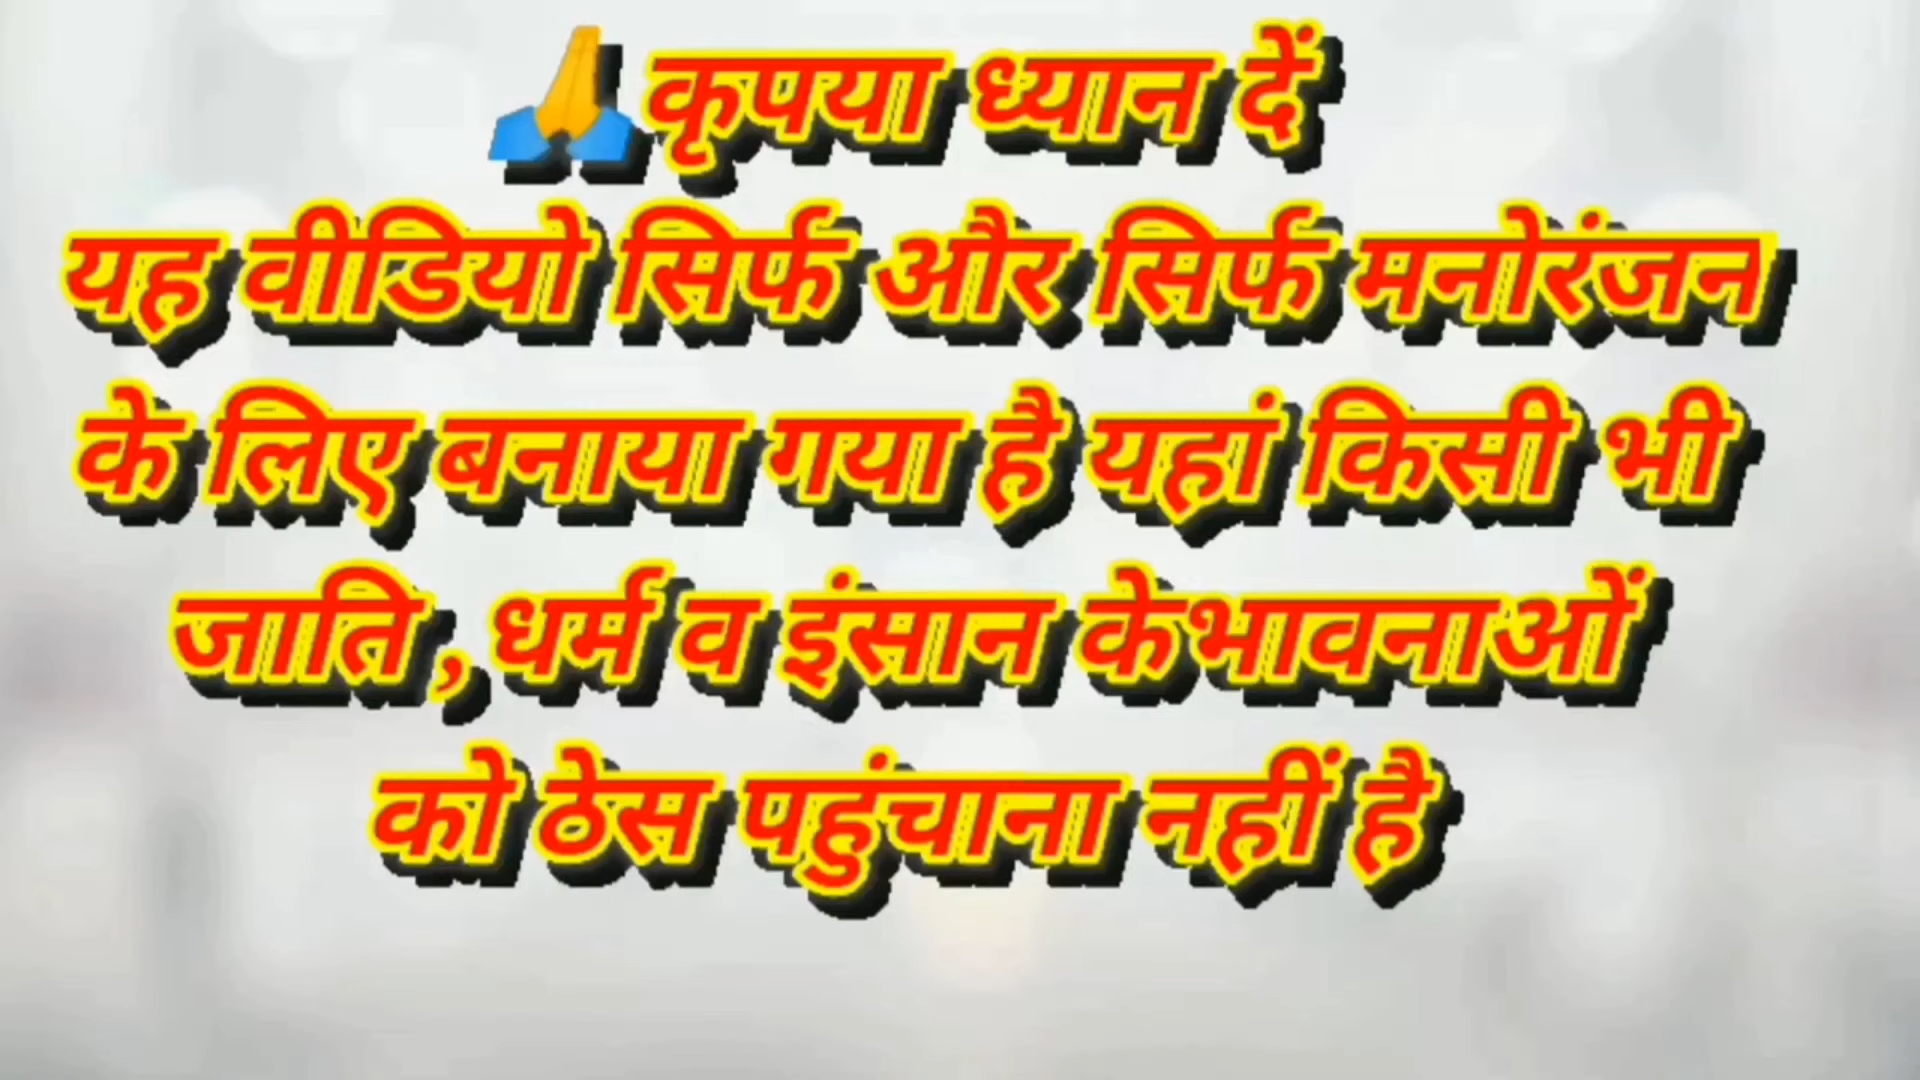 🙏कृपया ध्यान दें
यह वीडियो सिर्फ और सिर्फ मनोरंजन
के लिए बनाया गया है यहां किसी भी
जाति , धर्म व इंसान केभावनाओं
को ठेस पहुंचाना नहीं है